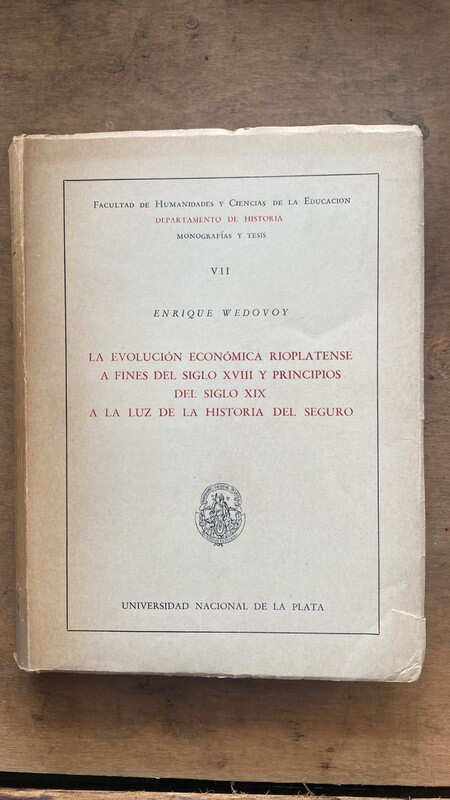 FACULTAD DE HUMANIDADES Y CIENCIAS DE LA EDUCACION
DEPARTAMENTO DE HISTORIA
MONOGRAFÍAS Y TESIS
VII
ENRIQUE WEDOVOY
LA EVOLUCIÓN ECONÓMICA RIOPLATENSE
A FINES DEL SIGLO XVIII Y PRINCIPIOS
DEL SIGLO XIX
A LA LUZ DE LA HISTORIA DEL SEGURO
UNIVERSIDAD NACIONAL DE LA PLATA